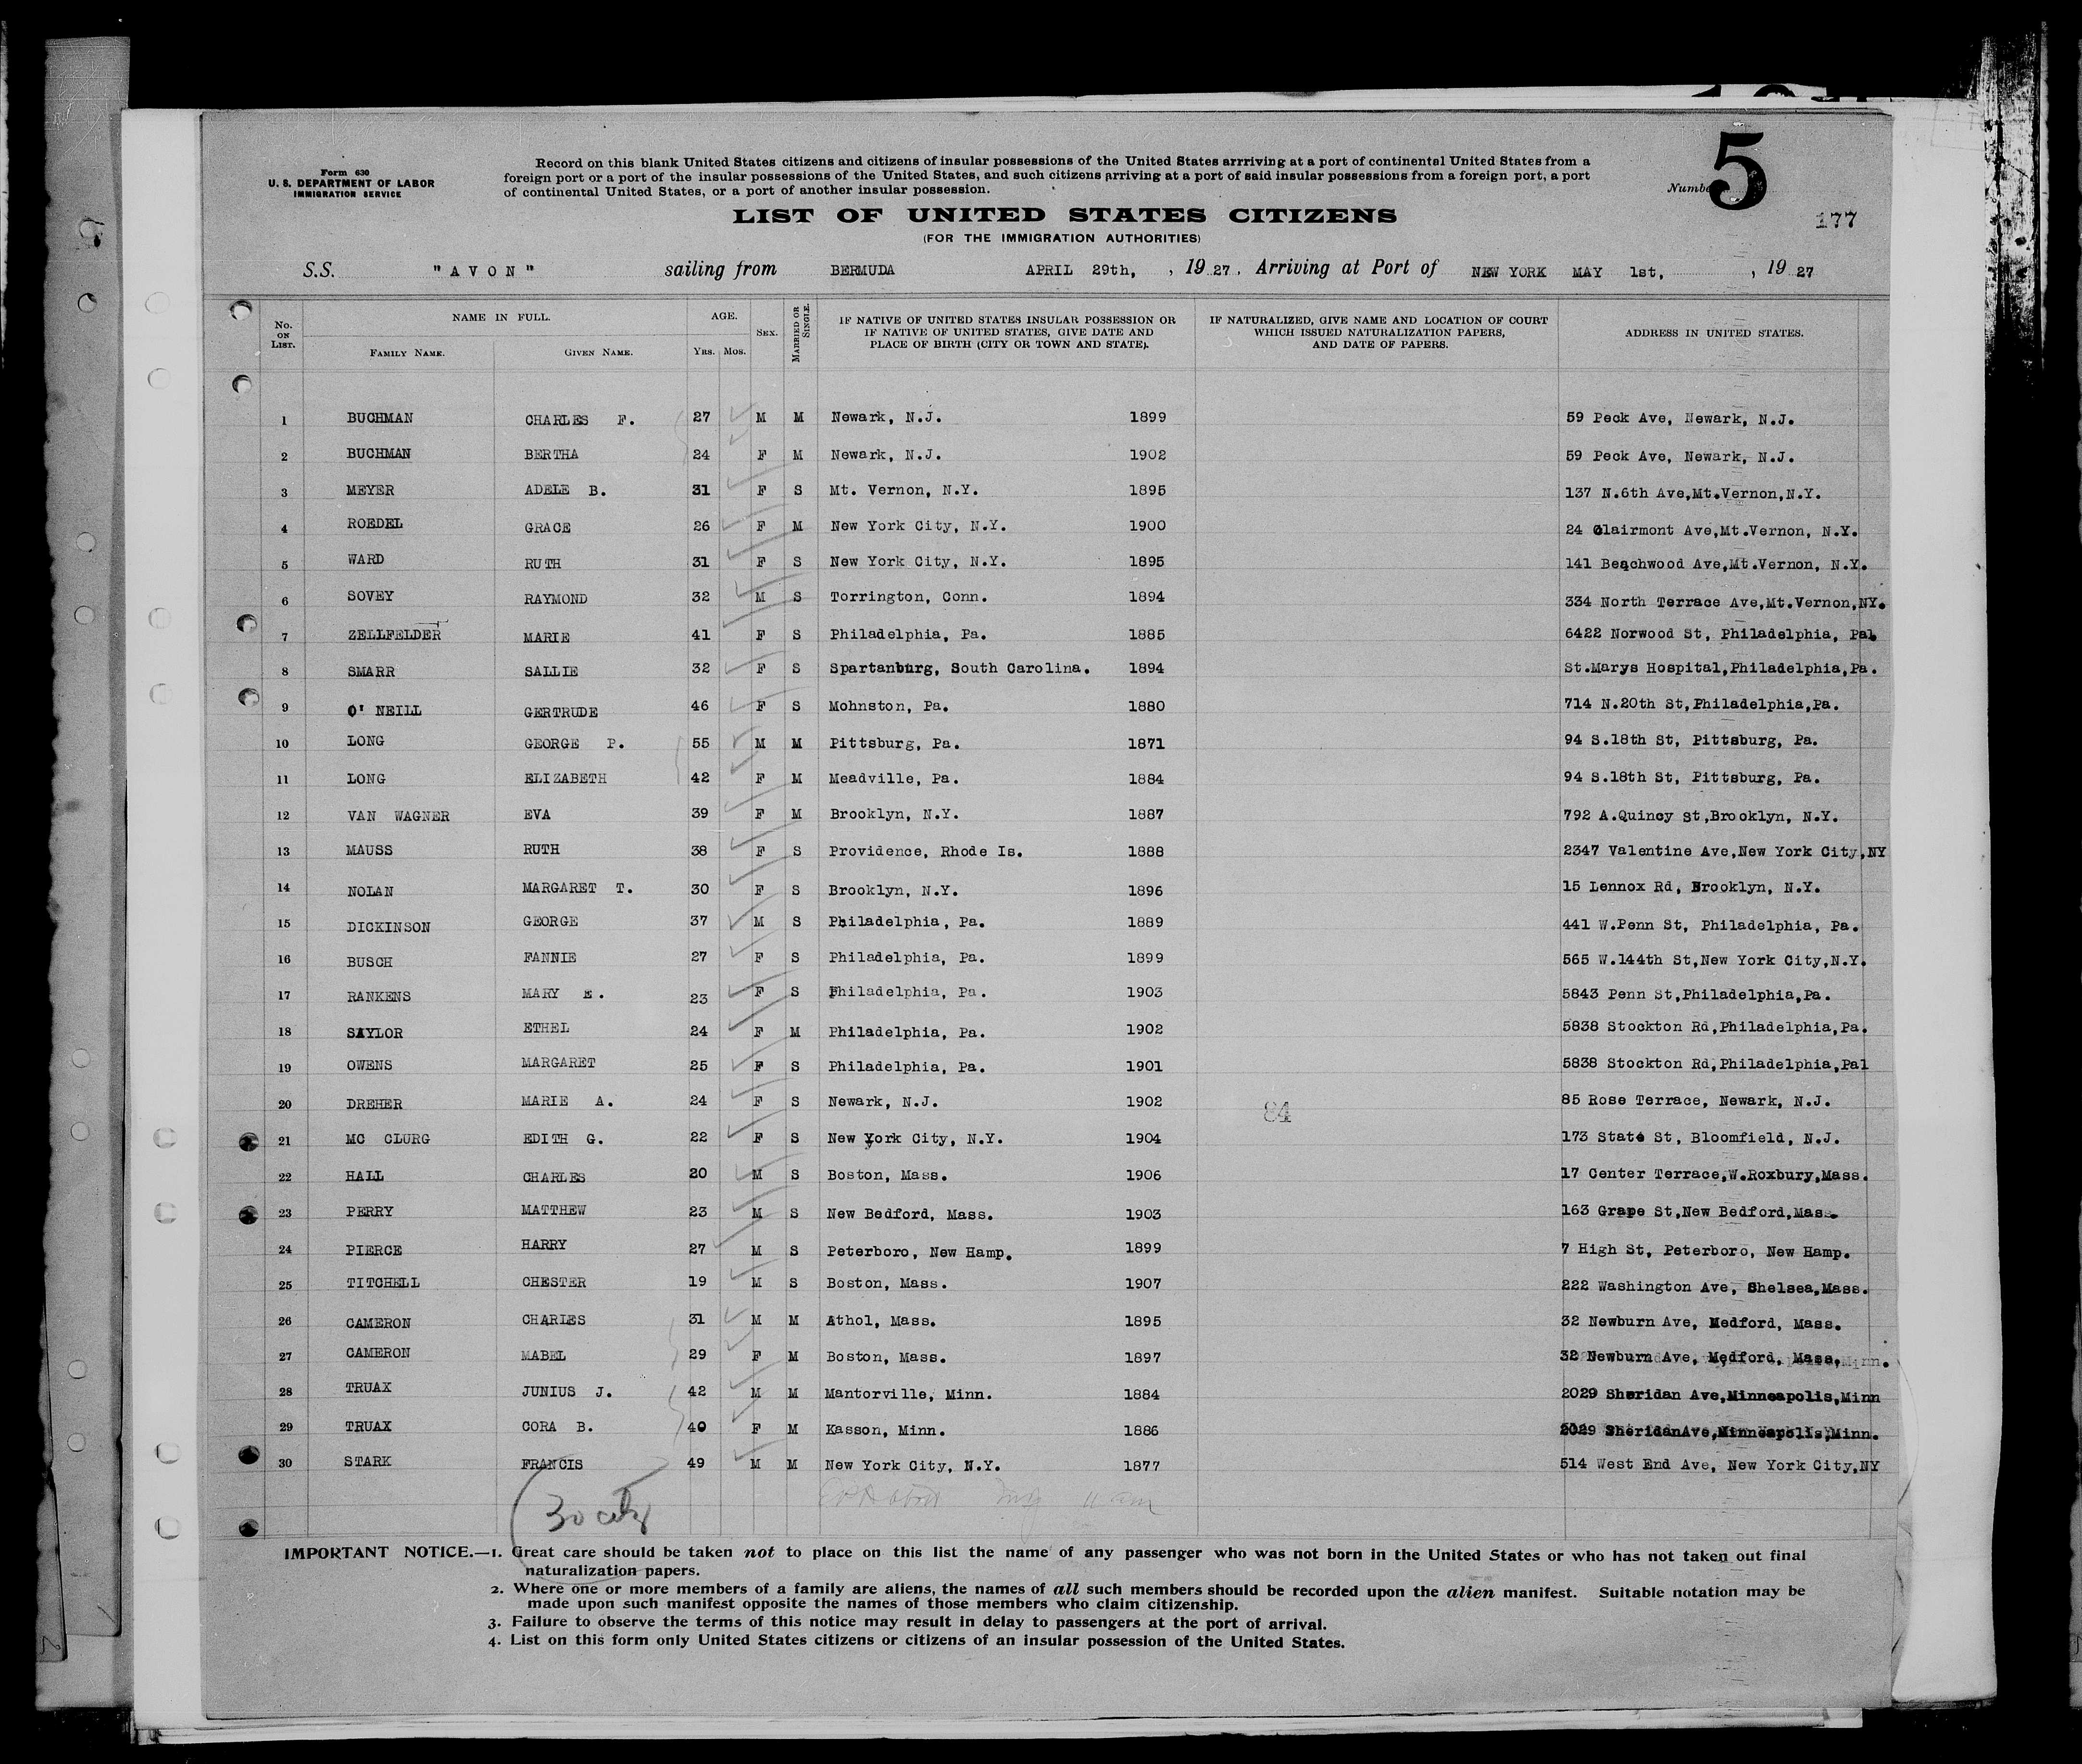 Form 630
U. S. DEPARTMENT OF LABOR
IMMIGRATION SERVICE
Record on this blank United States citizens and citizens of insular possessions of the United States arrriving at a port of continental United States from a
foreign port or a port of the insular possessions of the United States, and such citizens arriving at a port of said insular possessions from a foreign port, a port
of continental United States, or a port of another insular possession.
Number 5
177
LIST OF UNITED STATES CITIZENS
(FOR THE IMMIGRATION AUTHORITIES)
S.S. "AVON" sailing from BERMUDA APRIL 29th, , 19 27 . Arriving at Port of NEW YORK MAY 1st, , 19 27
No. ON LIST. NAME IN FULL. FAMILY NAME. GIVEN NAME. AGE. YRS. MOS. SEX. MARRIED OR SINGLE. IF NATIVE OF UNITED STATES INSULAR POSSESSION OR IF NATIVE OF UNITED STATES, GIVE DATE AND PLACE OF BIRTH (CITY OR TOWN AND STATE). IF NATURALIZED, GIVE NAME AND LOCATION OF COURT WHICH ISSUED NATURALIZATION PAPERS, AND DATE OF PAPERS. ADDRESS IN UNITED STATES.
1 BUCHMAN CHARLES F. 27 M M Newark, N.J. 1899 59 Peck Ave, Newark, N.J.
2 BUCHMAN BERTHA 24 F M Newark, N.J. 1902 59 Peck Ave, Newark, N.J.
3 MEYER ADELE B. 31 F S Mt. Vernon, N.Y. 1895 137 N.6th Ave,Mt.Vernon,N.Y.
4 ROEDEL GRACE 26 F M New York City, N.Y. 1900 24 Clairmont Ave,Mt.Vernon, N.Y.
5 WARD RUTH 31 F S New York City, N.Y. 1895 141 Beachwood Ave,Mt.Vernon, N.Y.
6 SOVEY RAYMOND 32 M S Torrington, Conn. 1894 334 North Terrace Ave,Mt.Vernon,NY.
7 ZELLFELDER MARIE 41 F S Philadelphia, Pa. 1885 6422 Norwood St, Philadelphia, Pa.
8 SMARR SALLIE 32 F S Spartanburg, South Carolina. 1894 St.Marys Hospital,Philadelphia,Pa.
9 O' NEILL GERTRUDE 46 F S Mohnston, Pa. 1880 714 N.20th St,Philadelphia,Pa.
10 LONG GEORGE P. 55 M M Pittsburg, Pa. 1871 94 S.18th St, Pittsburg, Pa.
11 LONG ELIZABETH 42 F M Meadville, Pa. 1884 94 S.18th St, Pittsburg, Pa.
12 VAN WAGNER EVA 39 F M Brooklyn, N.Y. 1887 792 A.Quincy St,Brooklyn, N.Y.
13 MAUSS RUTH 38 F S Providence, Rhode Is. 1888 2347 Valentine Ave,New York City,NY
14 NOLAN MARGARET T. 30 F S Brooklyn, N.Y. 1896 15 Lennox Rd, Brooklyn, N.Y.
15 DICKINSON GEORGE 37 M S Philadelphia, Pa. 1889 441 W.Penn St, Philadelphia, Pa.
16 BUSCH FANNIE 27 F S Philadelphia, Pa. 1899 565 W.144th St,New York City,N.Y.
17 RANKENS MARY E. 23 F S Philadelphia, Pa. 1903 5843 Penn St,Philadelphia,Pa.
18 SAYLOR ETHEL 24 F M Philadelphia, Pa. 1902 5838 Stockton Rd,Philadelphia,Pa.
19 OWENS MARGARET 25 F S Philadelphia, Pa. 1901 5838 Stockton Rd,Philadelphia,Pal
20 DREHER MARIE A. 24 F S Newark, N.J. 1902 84 85 Rose Terrace, Newark, N.J.
21 MC CLURG EDITH G. 22 F S New York City, N.Y. 1904 173 State St, Bloomfield, N.J.
22 HALL CHARLES 20 M S Boston, Mass. 1906 17 Center Terrace,W.Roxbury,Mass.
23 PERRY MATTHEW 23 M S New Bedford, Mass. 1903 163 Grape St,New Bedford,Mass.
24 PIERCE HARRY 27 M S Peterboro, New Hamp. 1899 7 High St, Peterboro, New Hamp.
25 TITCHELL CHESTER 19 M S Boston, Mass. 1907 222 Washington Ave, Shelsea,Mass.
26 CAMERON CHARLES 31 M M Athol, Mass. 1895 32 Newburn Ave, Medford, Mass.
27 CAMERON MABEL 29 F M Boston, Mass. 1897 32 Newburn Ave, Medford, Mass.
28 TRUAX JUNIUS J. 42 M M Mantorville, Minn. 1884 2029 Sheridan Ave,Minneapolis,Minn
29 TRUAX CORA B. 40 F M Kasson, Minn. 1886 2029 SheridanAve,Minneapolis,Minn.
30 STARK FRANCIS 49 M M New York City, N.Y. 1877 514 West End Ave, New York City,NY
30
IMPORTANT NOTICE.—1. Great care should be taken not to place on this list the name of any passenger who was not born in the United States or who has not taken out final
naturalization papers.
2. Where one or more members of a family are aliens, the names of all such members should be recorded upon the alien manifest. Suitable notation may be
made upon such manifest opposite the names of those members who claim citizenship.
3. Failure to observe the terms of this notice may result in delay to passengers at the port of arrival.
4. List on this form only United States citizens or citizens of an insular possession of the United States.